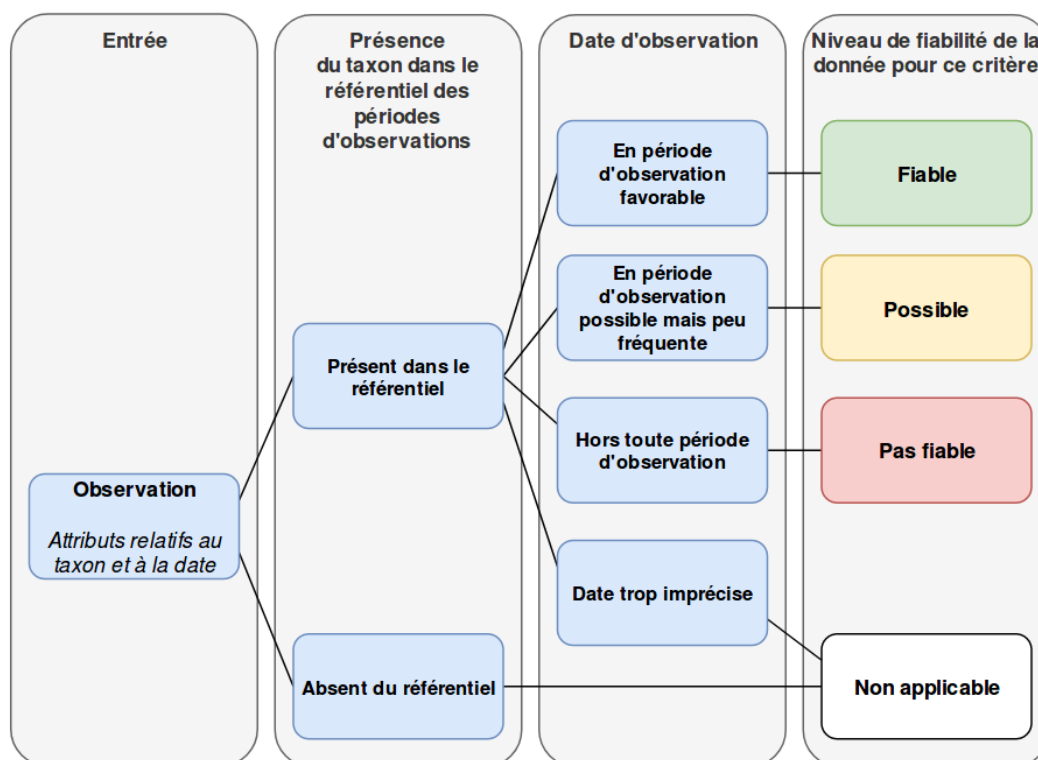 Entrée
Présence
du taxon dans le
référentiel des
périodes
d'observations
Date d'observation
Niveau de fiabilité de la
donnée pour ce critère
Observation
Attributs relatifs au
taxon et à la date
Présent dans le
référentiel
Absent du référentiel
En période
d'observation
favorable
En période
d'observation
possible mais peu
fréquente
Hors toute période
d'observation
Date trop imprécise
Fiable
Possible
Pas fiable
Non applicable